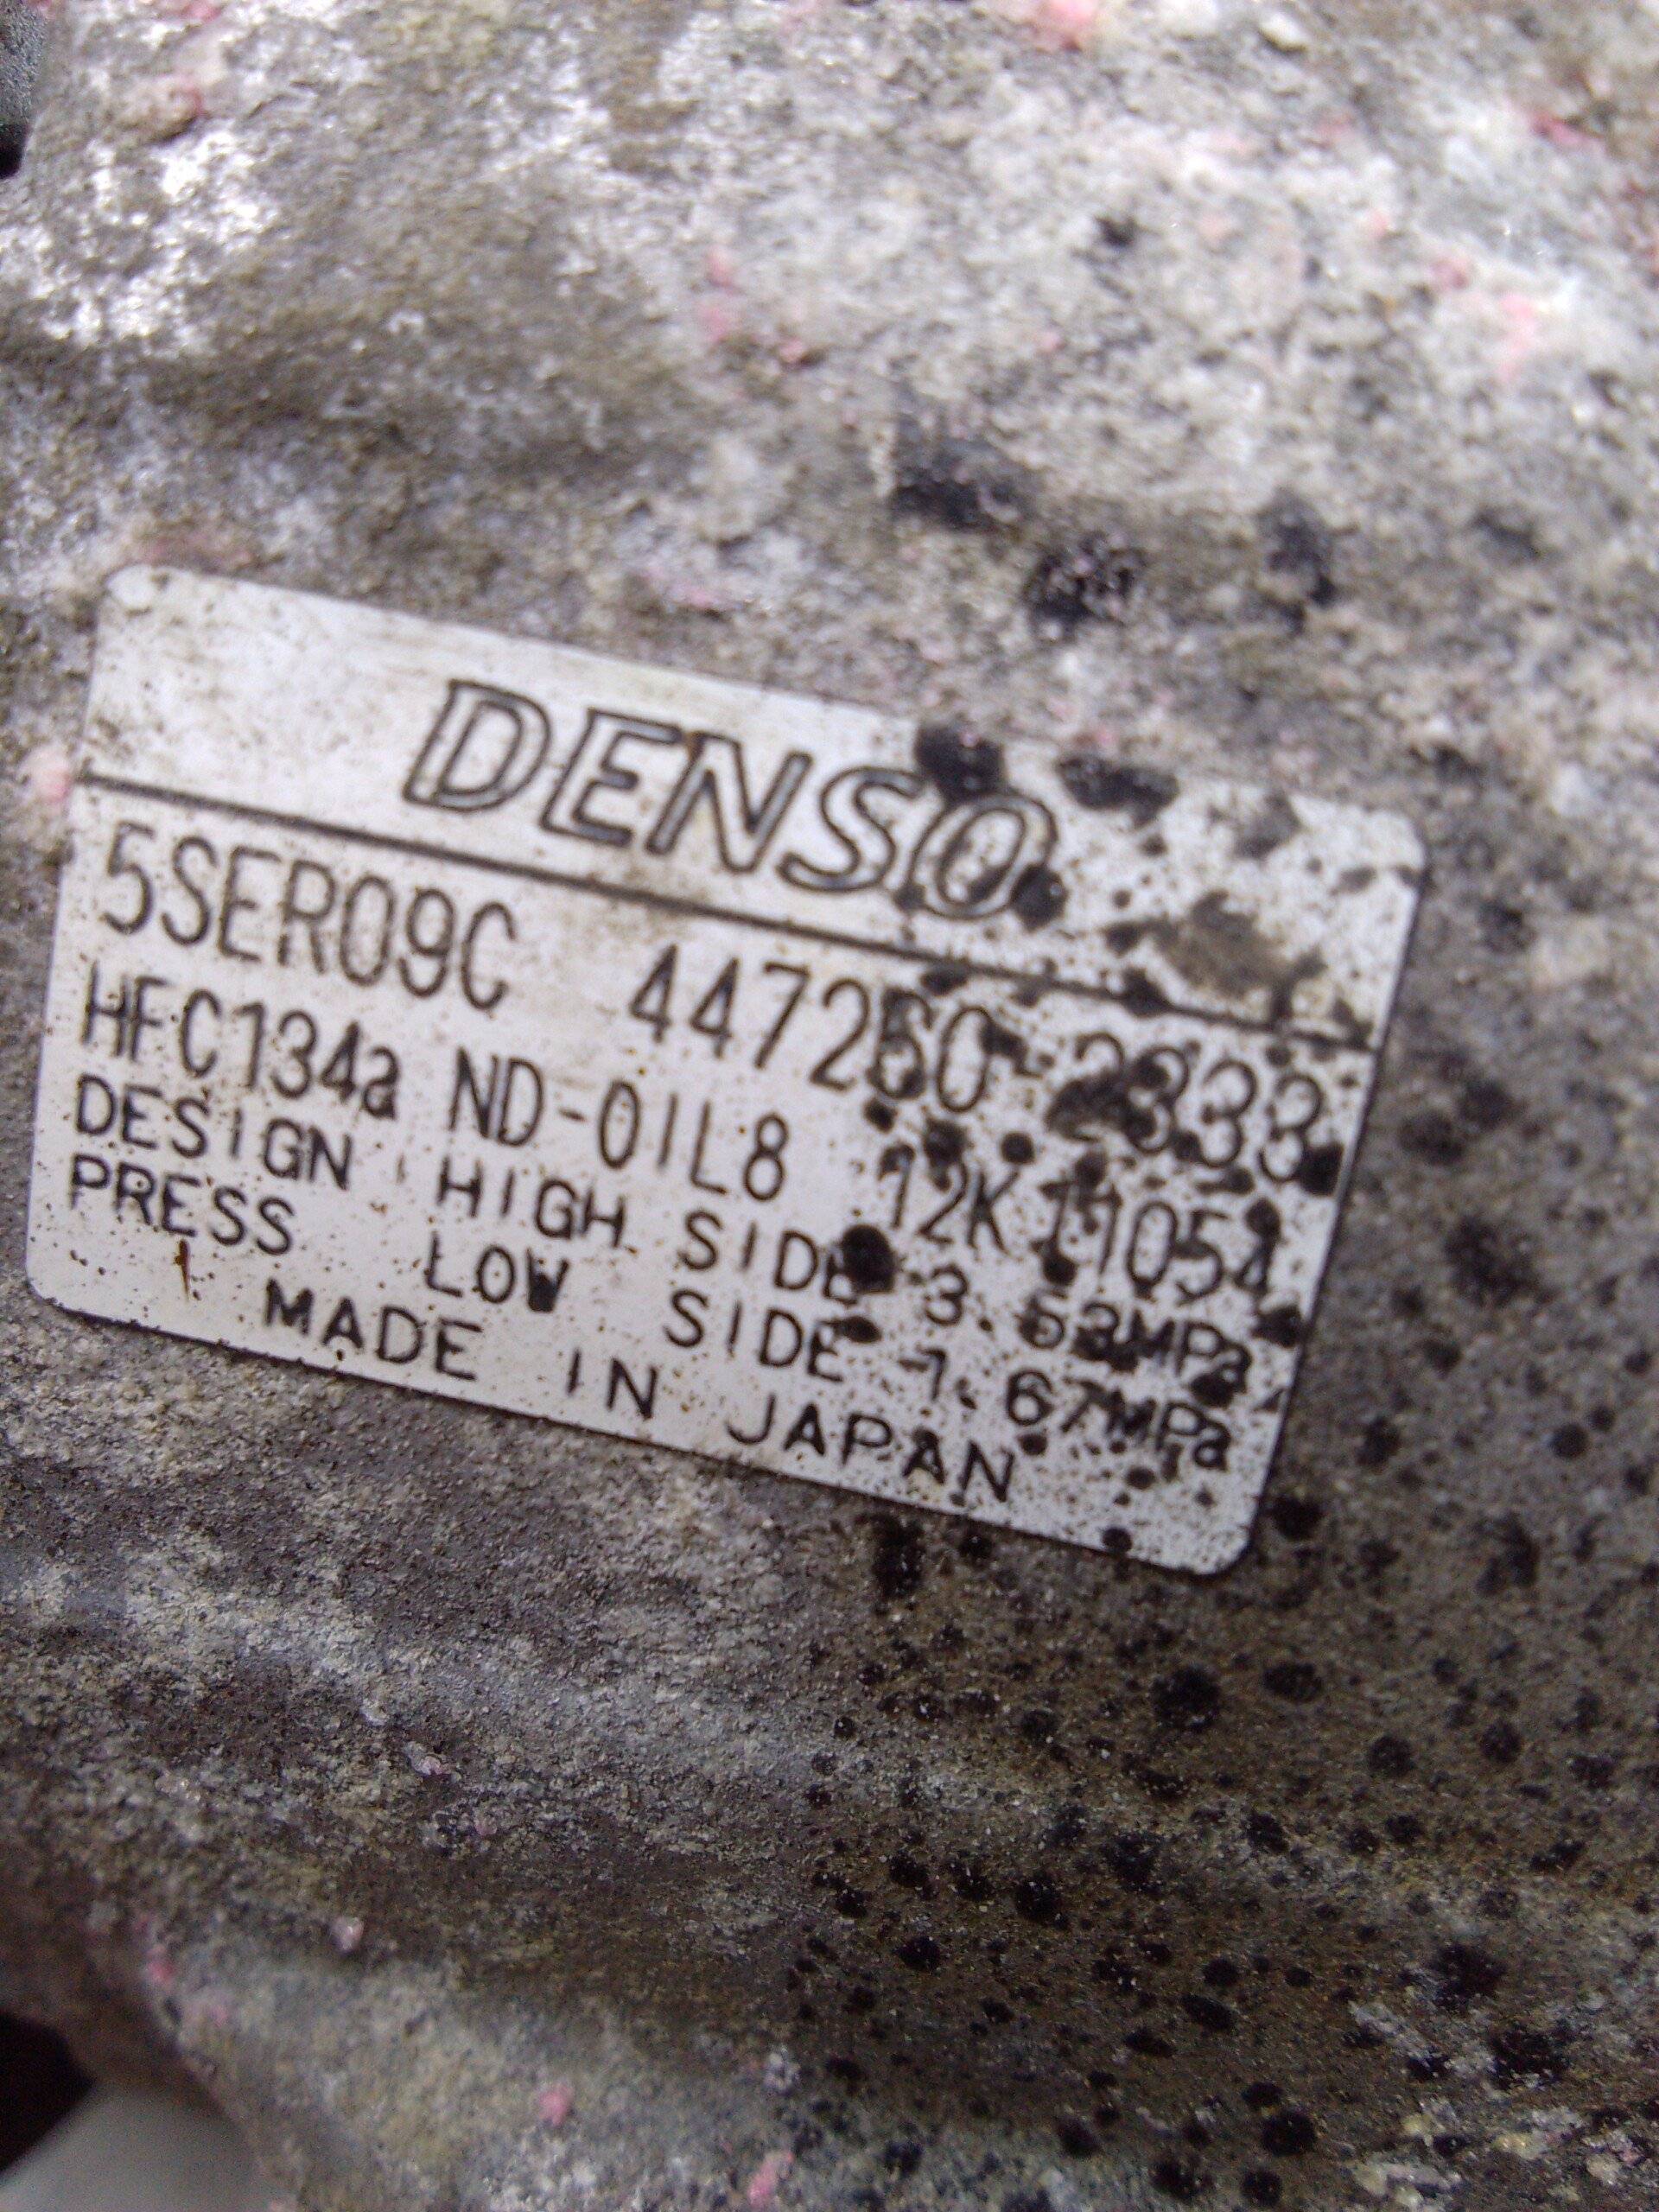 DENSO
5SER09C 447260-2333
HFC134a ND-OIL8 12K11054
DESIGN HIGH SIDE 3.53MPa
PRESS LOW SIDE 1.67MPa
MADE IN JAPAN